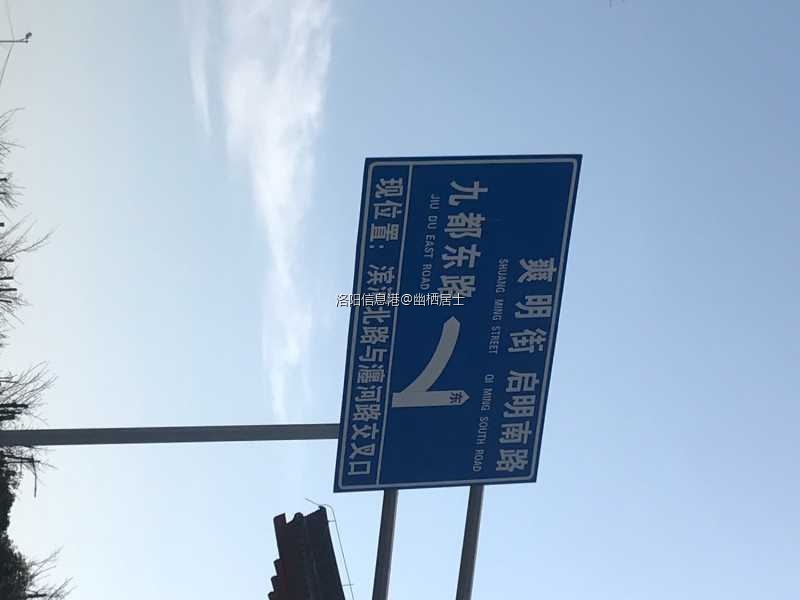 爽明街 启明南路
SHUANG MING STREET QI MING SOUTH ROAD
九都东路
JIU DU EAST ROAD
东
现位置：滨河北路与瀍河路交叉口
洛阳信息港@幽栖居士